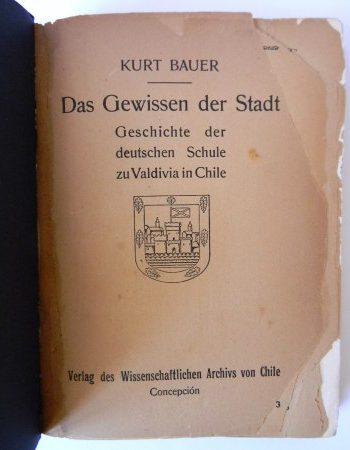 KURT BAUER
Das Gewissen der Stadt
Geschichte der
deutschen Schule
zu Valdivia in Chile
Verlag des Wissenschaftlichen Archivs von Chile
Concepción
3